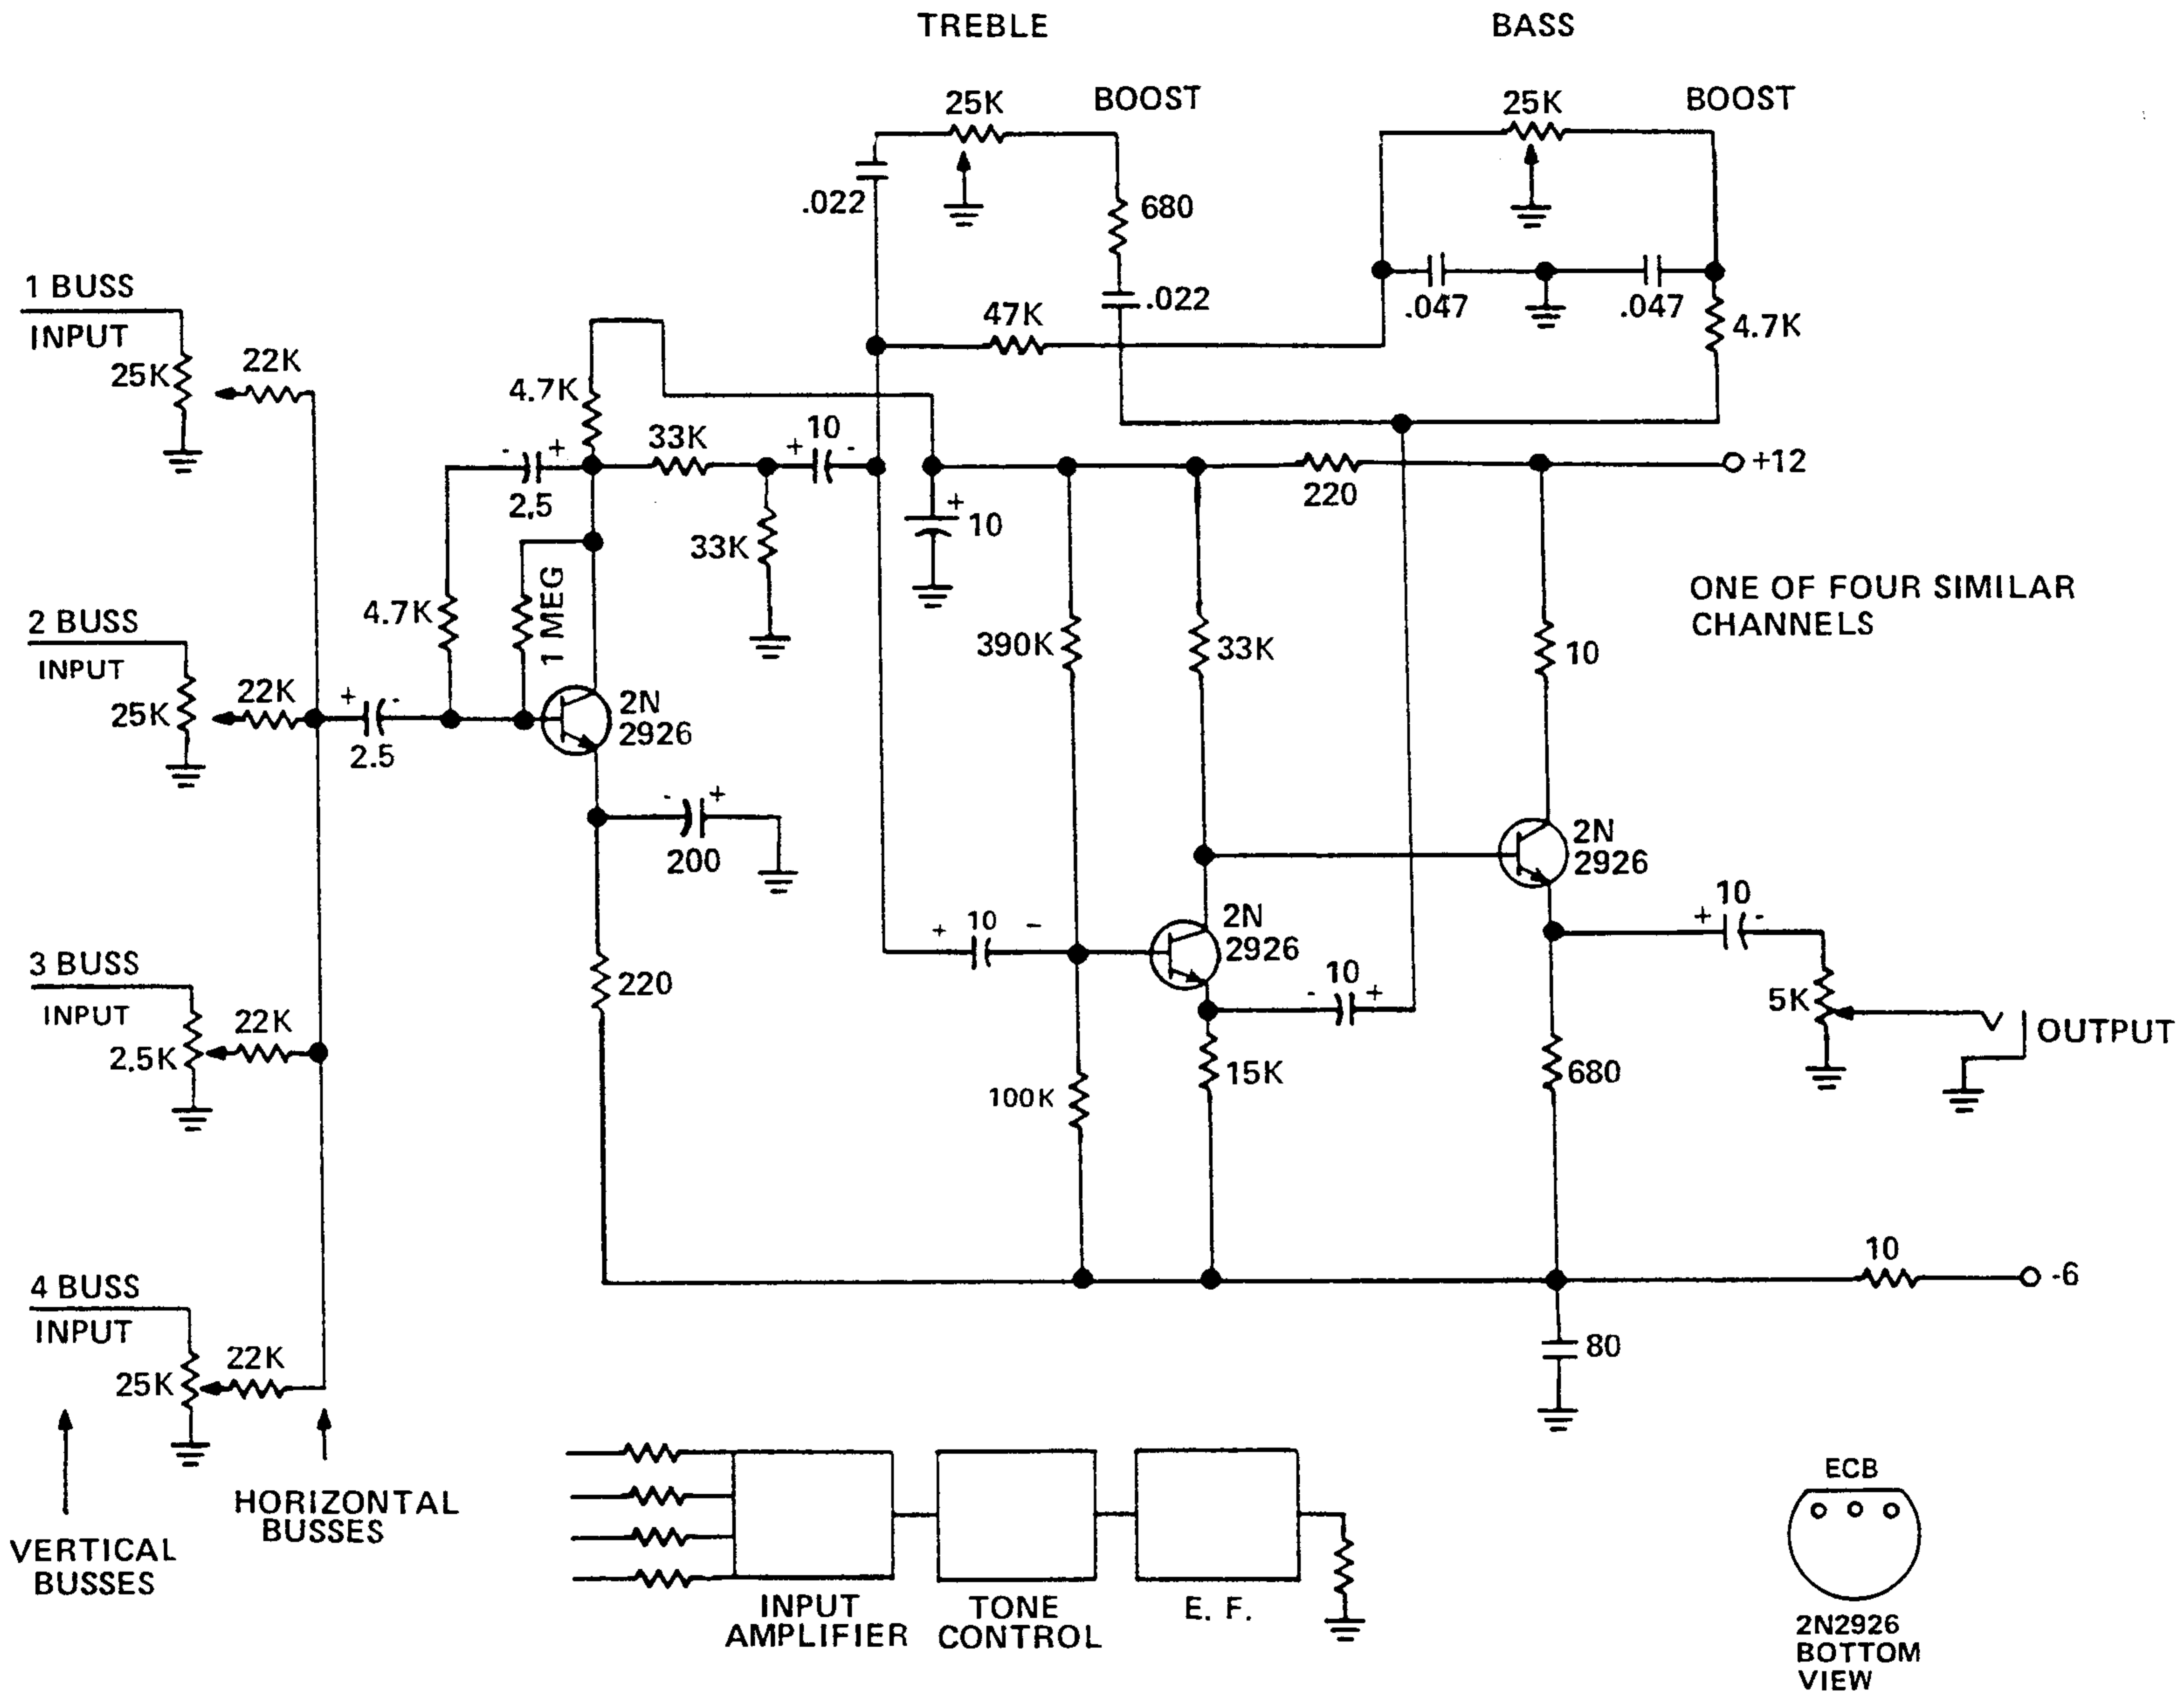 TREBLE
BASS
25K
BOOST
25K
BOOST
.022
680
.022
47K
.047
.047
4.7K
1 BUSS
INPUT
25K
22K
4.7K
33K
+ 10 -
- +
2.5
33K
+
10
220
+12
2 BUSS
INPUT
25K
22K
+ -
2.5
4.7K
1 MEG
2N
2926
390K
33K
10
ONE OF FOUR SIMILAR
CHANNELS
- +
200
2N
2926
3 BUSS
INPUT
2.5K
22K
220
+ 10 -
2N
2926
- 10 +
10
+ -
5K
OUTPUT
100K
15K
680
4 BUSS
INPUT
25K
22K
10
-6
80
VERTICAL
BUSSES
HORIZONTAL
BUSSES
INPUT
AMPLIFIER
TONE
CONTROL
E. F.
ECB
2N2926
BOTTOM
VIEW